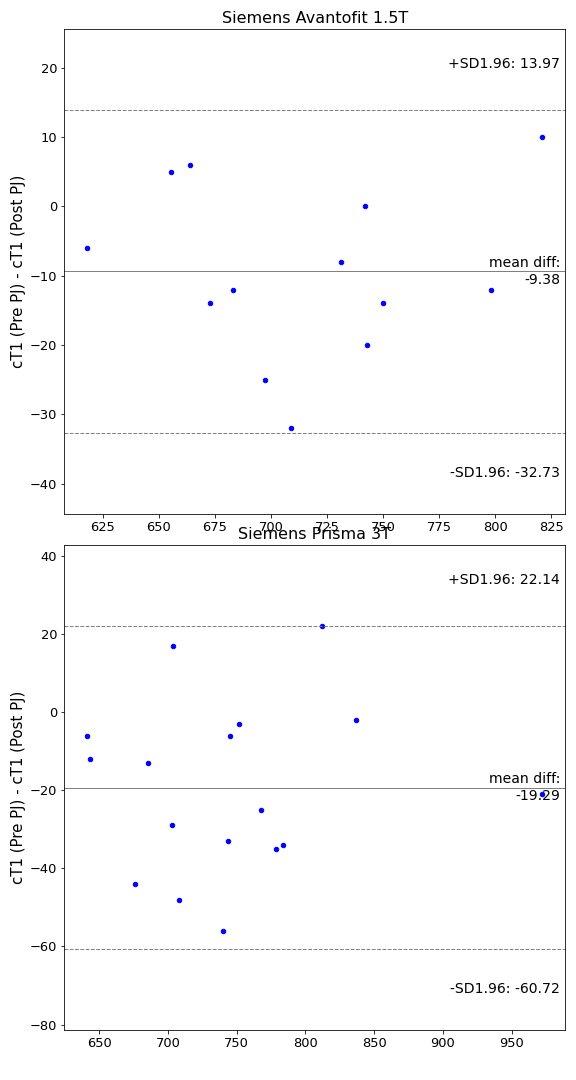 Siemens Avantofit 1.5T
+SD1.96: 13.97
mean diff:
-9.38
-SD1.96: -32.73
cT1 (Pre PJ) - cT1 (Post PJ)
20
10
0
−10
−20
−30
−40
625 650 675 700 725 750 775 800 825
Siemens Prisma 3T
+SD1.96: 22.14
mean diff:
-19.29
-SD1.96: -60.72
cT1 (Pre PJ) - cT1 (Post PJ)
40
20
0
−20
−40
−60
−80
650 700 750 800 850 900 950